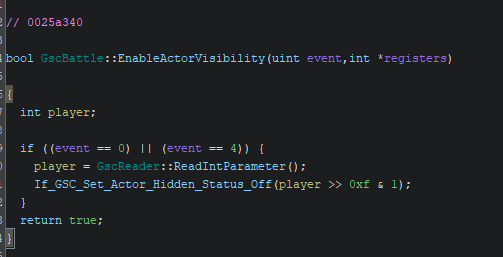 // 0025a340
bool GscBattle::EnableActorVisibility(uint event,int *registers)
{
int player;
if ((event == 0) || (event == 4)) {
player = GscReader::ReadIntParameter();
If_GSC_Set_Actor_Hidden_Status_Off(player >> 0xf & 1);
}
return true;
}